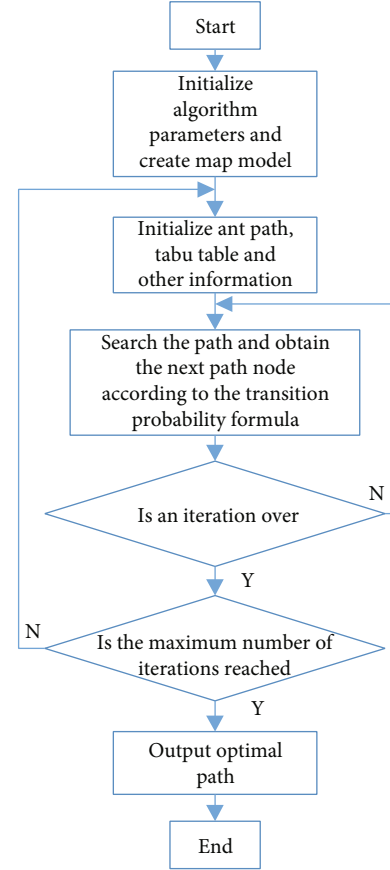 Start
Initialize
algorithm
parameters and
create map model
Initialize ant path,
tabu table and
other information
Search the path and obtain
the next path node
according to the transition
probability formula
Is an iteration over
N
Y
N
Is the maximum number of
iterations reached
Y
Output optimal
path
End